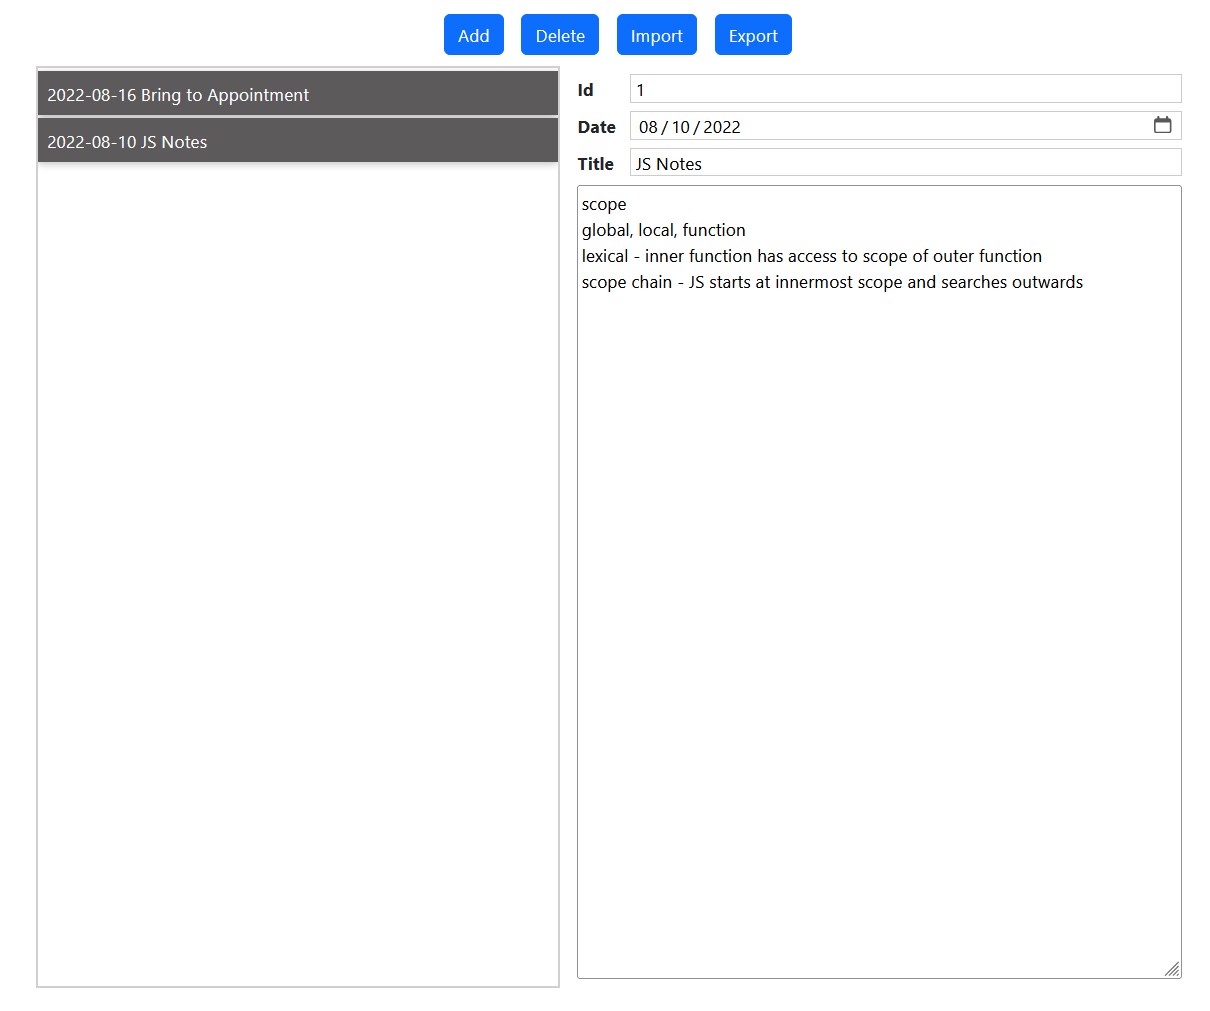 Add Delete Import Export
2022-08-16 Bring to Appointment
2022-08-10 JS Notes
Id 1
Date 08/10/2022
Title JS Notes
scope
global, local, function
lexical - inner function has access to scope of outer function
scope chain - JS starts at innermost scope and searches outwards